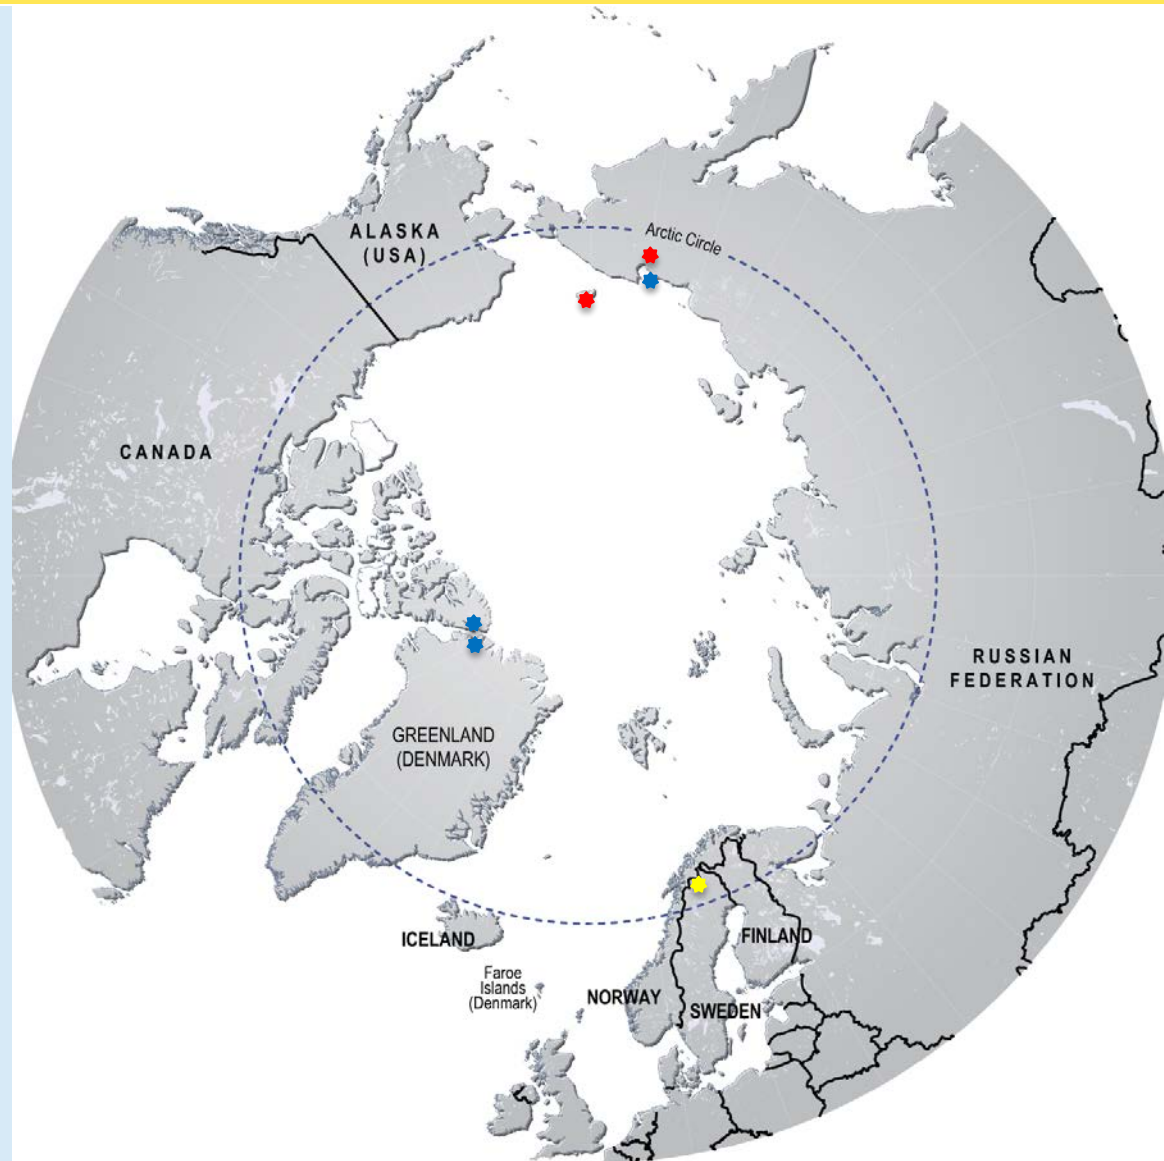 ALASKA
(USA)
Arctic Circle
CANADA
RUSSIAN
FEDERATION
GREENLAND
(DENMARK)
ICELAND
FINLAND
Faroe
Islands
(Denmark)
NORWAY
SWEDEN